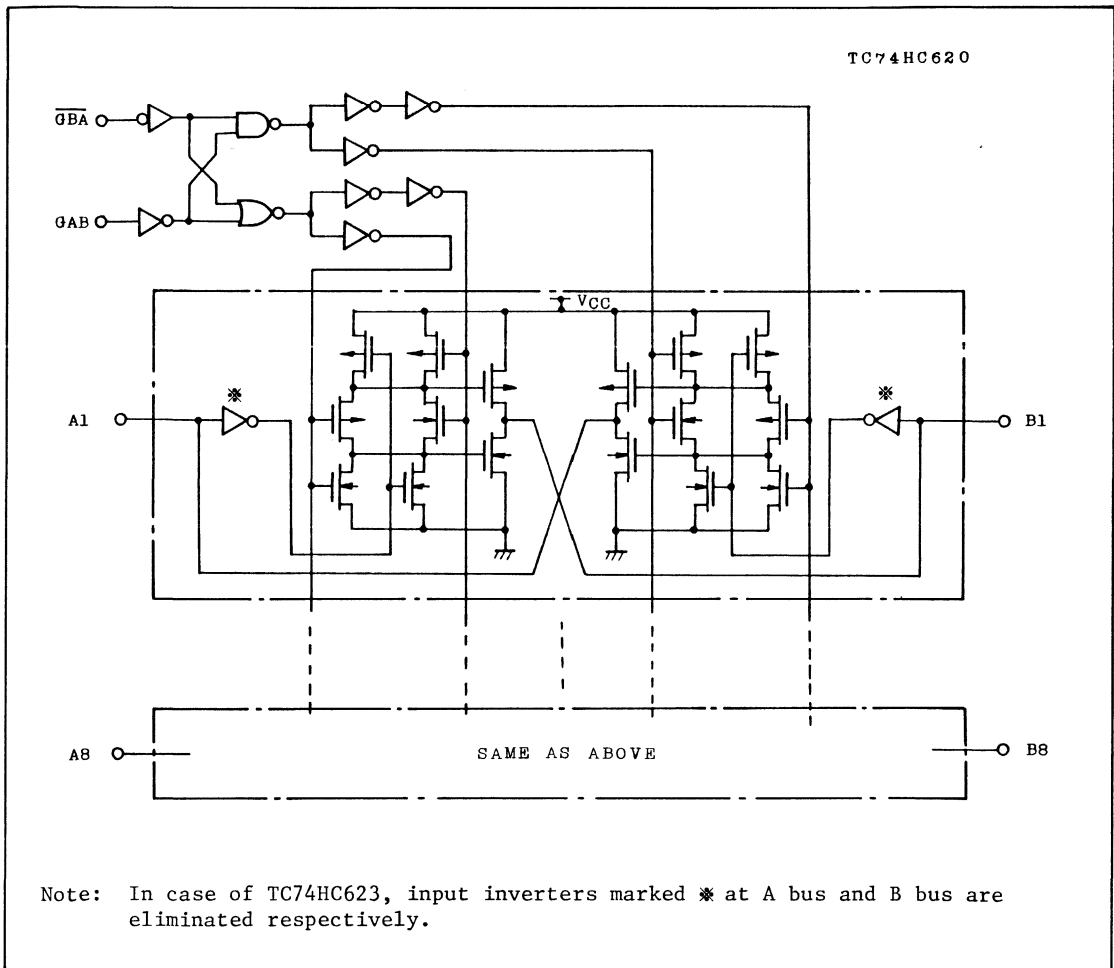 TC74HC620
G̅B̅A̅
GAB
VCC
※
※
A1
B1
A8
SAME AS ABOVE
B8
Note: In case of TC74HC623, input inverters marked ※ at A bus and B bus are
eliminated respectively.